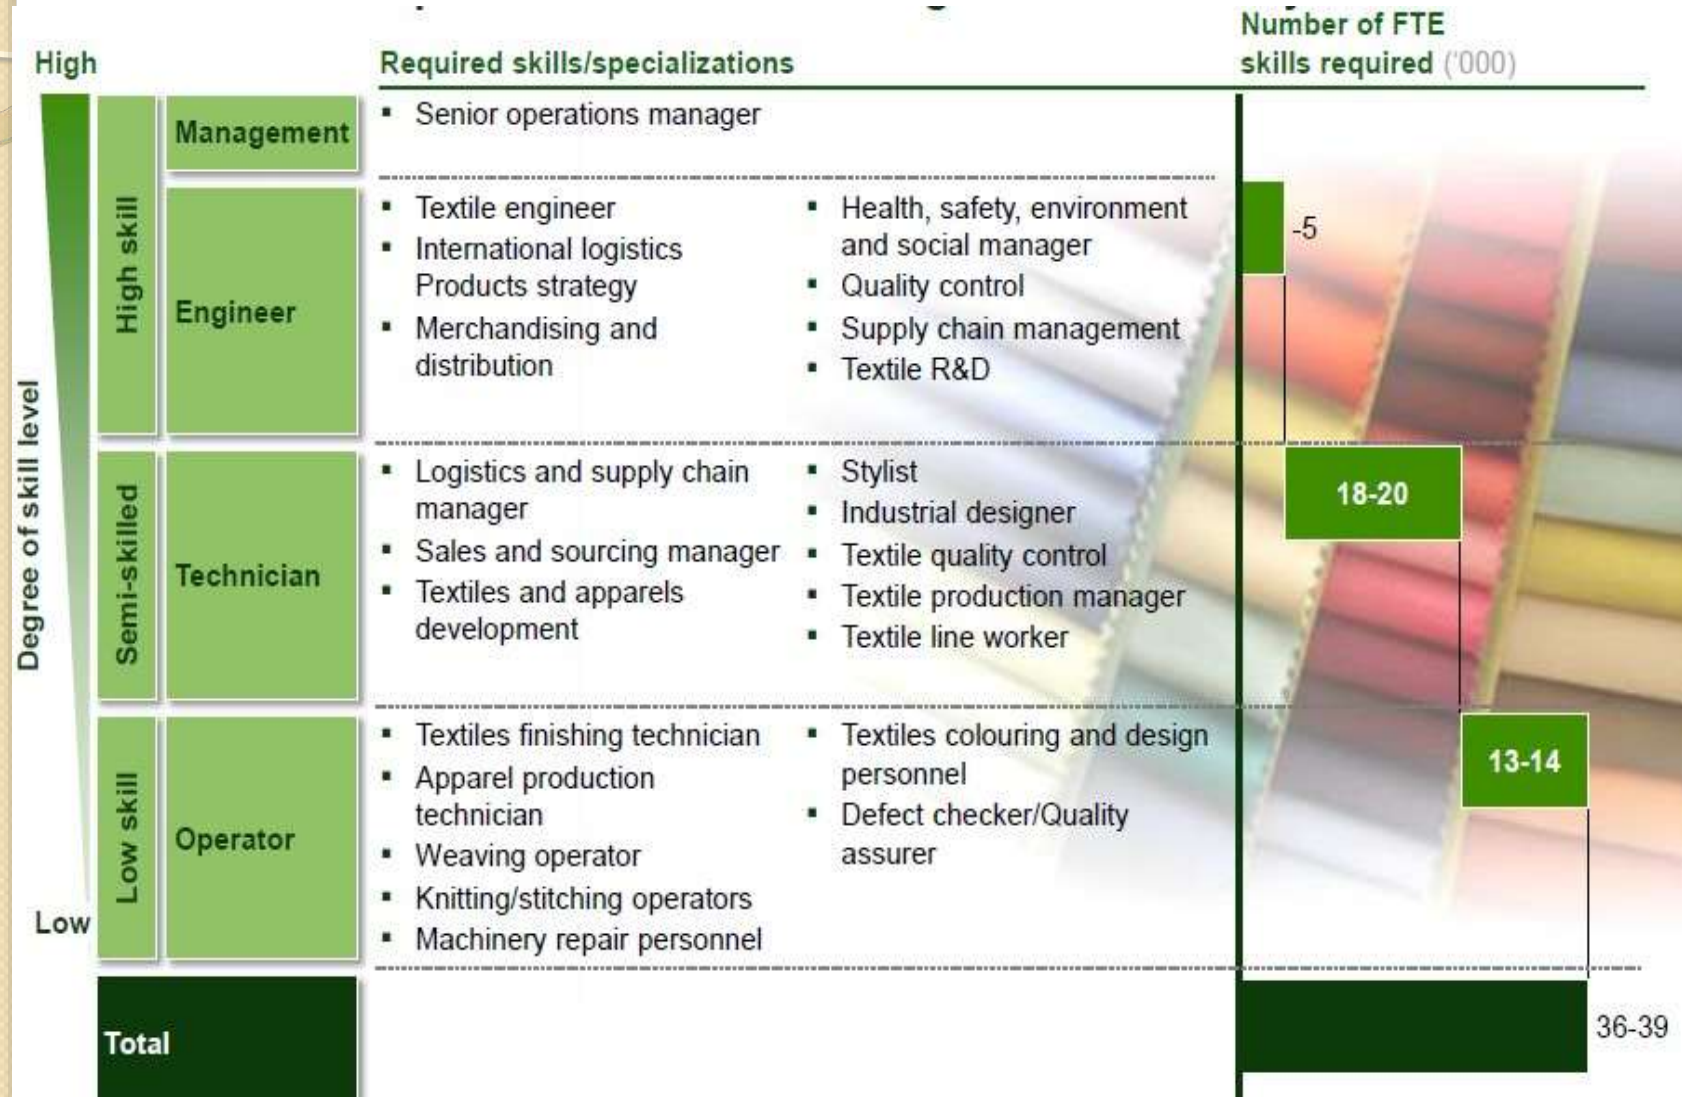 Number of FTE
skills required ('000)
High
Required skills/specializations
Degree of skill level
High skill
Management
▪ Senior operations manager
Engineer
▪ Textile engineer
▪ International logistics
Products strategy
▪ Merchandising and
distribution
▪ Health, safety, environment
and social manager
▪ Quality control
▪ Supply chain management
▪ Textile R&D
-5
Semi-skilled
Technician
▪ Logistics and supply chain
manager
▪ Sales and sourcing manager
▪ Textiles and apparels
development
▪ Stylist
▪ Industrial designer
▪ Textile quality control
▪ Textile production manager
▪ Textile line worker
18-20
Low skill
Operator
▪ Textiles finishing technician
▪ Apparel production
technician
▪ Weaving operator
▪ Knitting/stitching operators
▪ Machinery repair personnel
▪ Textiles colouring and design
personnel
▪ Defect checker/Quality
assurer
13-14
Low
Total
36-39